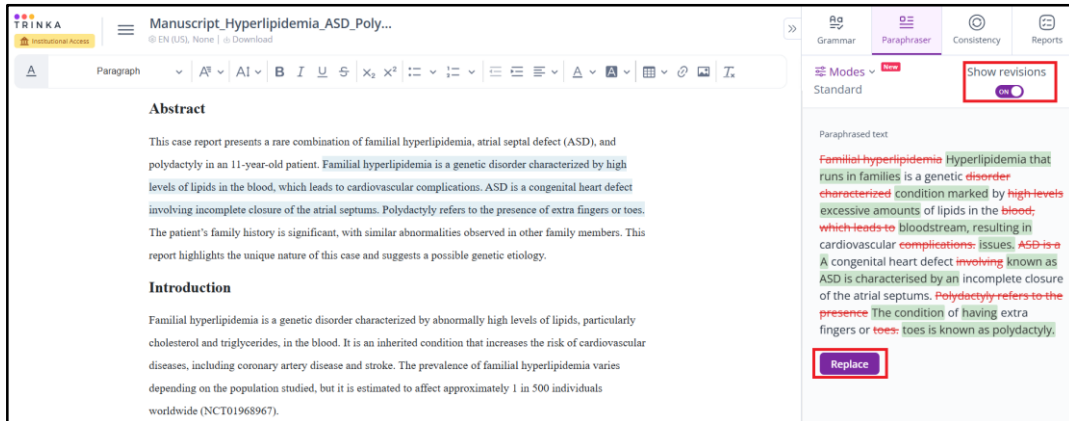 TRINKA
Institutional Access
Manuscript_Hyperlipidemia_ASD_Poly...
EN (US), None | Download
Paragraph
Abstract
This case report presents a rare combination of familial hyperlipidemia, atrial septal defect (ASD), and
polydactyly in an 11-year-old patient. Familial hyperlipidemia is a genetic disorder characterized by high
levels of lipids in the blood, which leads to cardiovascular complications. ASD is a congenital heart defect
involving incomplete closure of the atrial septums. Polydactyly refers to the presence of extra fingers or toes.
The patient's family history is significant, with similar abnormalities observed in other family members. This
report highlights the unique nature of this case and suggests a possible genetic etiology.
Introduction
Familial hyperlipidemia is a genetic disorder characterized by abnormally high levels of lipids, particularly
cholesterol and triglycerides, in the blood. It is an inherited condition that increases the risk of cardiovascular
diseases, including coronary artery disease and stroke. The prevalence of familial hyperlipidemia varies
depending on the population studied, but it is estimated to affect approximately 1 in 500 individuals
worldwide (NCT01968967).
Grammar
Paraphraser
Consistency
Reports
Modes New
Standard
Show revisions
ON
Paraphrased text
Familial hyperlipidemia Hyperlipidemia that
runs in families is a genetic disorder
characterized condition marked by high levels
excessive amounts of lipids in the blood,
which leads to bloodstream, resulting in
cardiovascular complications. issues. ASD is a
A congenital heart defect involving known as
ASD is characterised by an incomplete closure
of the atrial septums. Polydactyly refers to the
presence The condition of having extra
fingers or toes. toes is known as polydactyly.
Replace